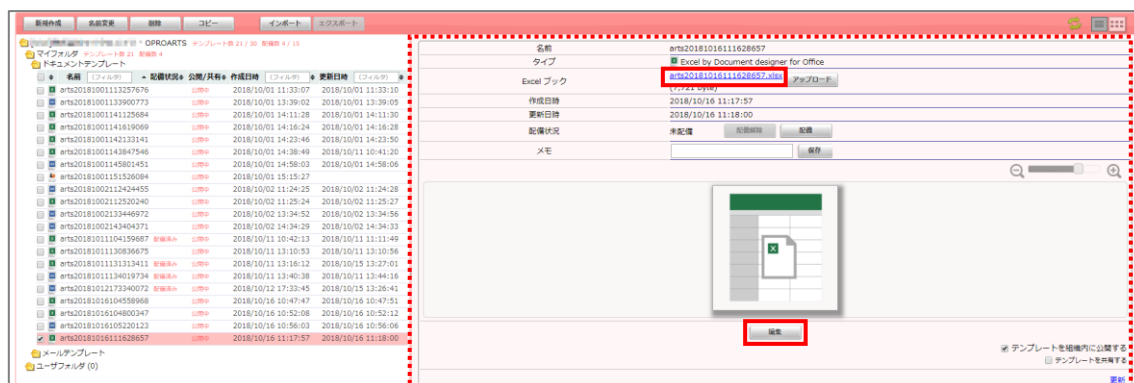 新規作成 名前変更 削除 コピー インポート エクスポート
OPROARTS テンプレート数 21 / 30 配備数 4 / 15
マイフォルダ テンプレート数 21 配備数 4
ドキュメントテンプレート
名前 (フィルタ) 配備状況 公開/共有 作成日時 (フィルタ) 更新日時 (フィルタ)
arts20181001113257676 公開中 2018/10/01 11:33:07 2018/10/01 11:33:10
arts20181001133900773 公開中 2018/10/01 13:39:02 2018/10/01 13:39:05
arts20181001141125684 公開中 2018/10/01 14:11:28 2018/10/01 14:11:30
arts20181001141619069 公開中 2018/10/01 14:16:24 2018/10/01 14:16:28
arts20181001142133141 公開中 2018/10/01 14:23:46 2018/10/01 14:23:50
arts20181001143847546 公開中 2018/10/01 14:38:49 2018/10/11 10:41:20
arts20181001145801451 公開中 2018/10/01 14:58:03 2018/10/01 14:58:06
arts20181001151526084 公開中 2018/10/01 15:15:27
arts20181002112424455 公開中 2018/10/02 11:24:25 2018/10/02 11:24:28
arts20181002112520240 公開中 2018/10/02 11:25:24 2018/10/02 11:25:27
arts20181002133446972 公開中 2018/10/02 13:34:52 2018/10/02 13:34:56
arts20181002143404371 公開中 2018/10/02 14:34:29 2018/10/02 14:34:33
arts20181011104159687 配備済み 公開中 2018/10/11 10:42:13 2018/10/11 11:11:49
arts20181011130836675 公開中 2018/10/11 13:10:53 2018/10/11 13:10:56
arts20181011131313411 配備済み 公開中 2018/10/11 13:16:12 2018/10/15 13:27:01
arts20181011134019734 配備済み 公開中 2018/10/11 13:40:38 2018/10/11 13:44:16
arts20181012173340072 配備済み 公開中 2018/10/12 17:33:45 2018/10/15 13:26:41
arts20181016104558968 公開中 2018/10/16 10:47:47 2018/10/16 10:47:51
arts20181016104800347 公開中 2018/10/16 10:52:08 2018/10/16 10:52:12
arts20181016105220123 公開中 2018/10/16 10:56:03 2018/10/16 10:56:06
arts20181016111628657 公開中 2018/10/16 11:17:57 2018/10/16 11:18:00
メールテンプレート
ユーザフォルダ (0)
名前 arts20181016111628657
タイプ Excel by Document designer for Office
Excel ブック arts20181016111628657.xlsx アップロード
(7,721 byte)
作成日時 2018/10/16 11:17:57
更新日時 2018/10/16 11:18:00
配備状況 未配備 配備解除 配備
メモ 保存
編集
テンプレートを組織内に公開する
テンプレートを共有する
更新